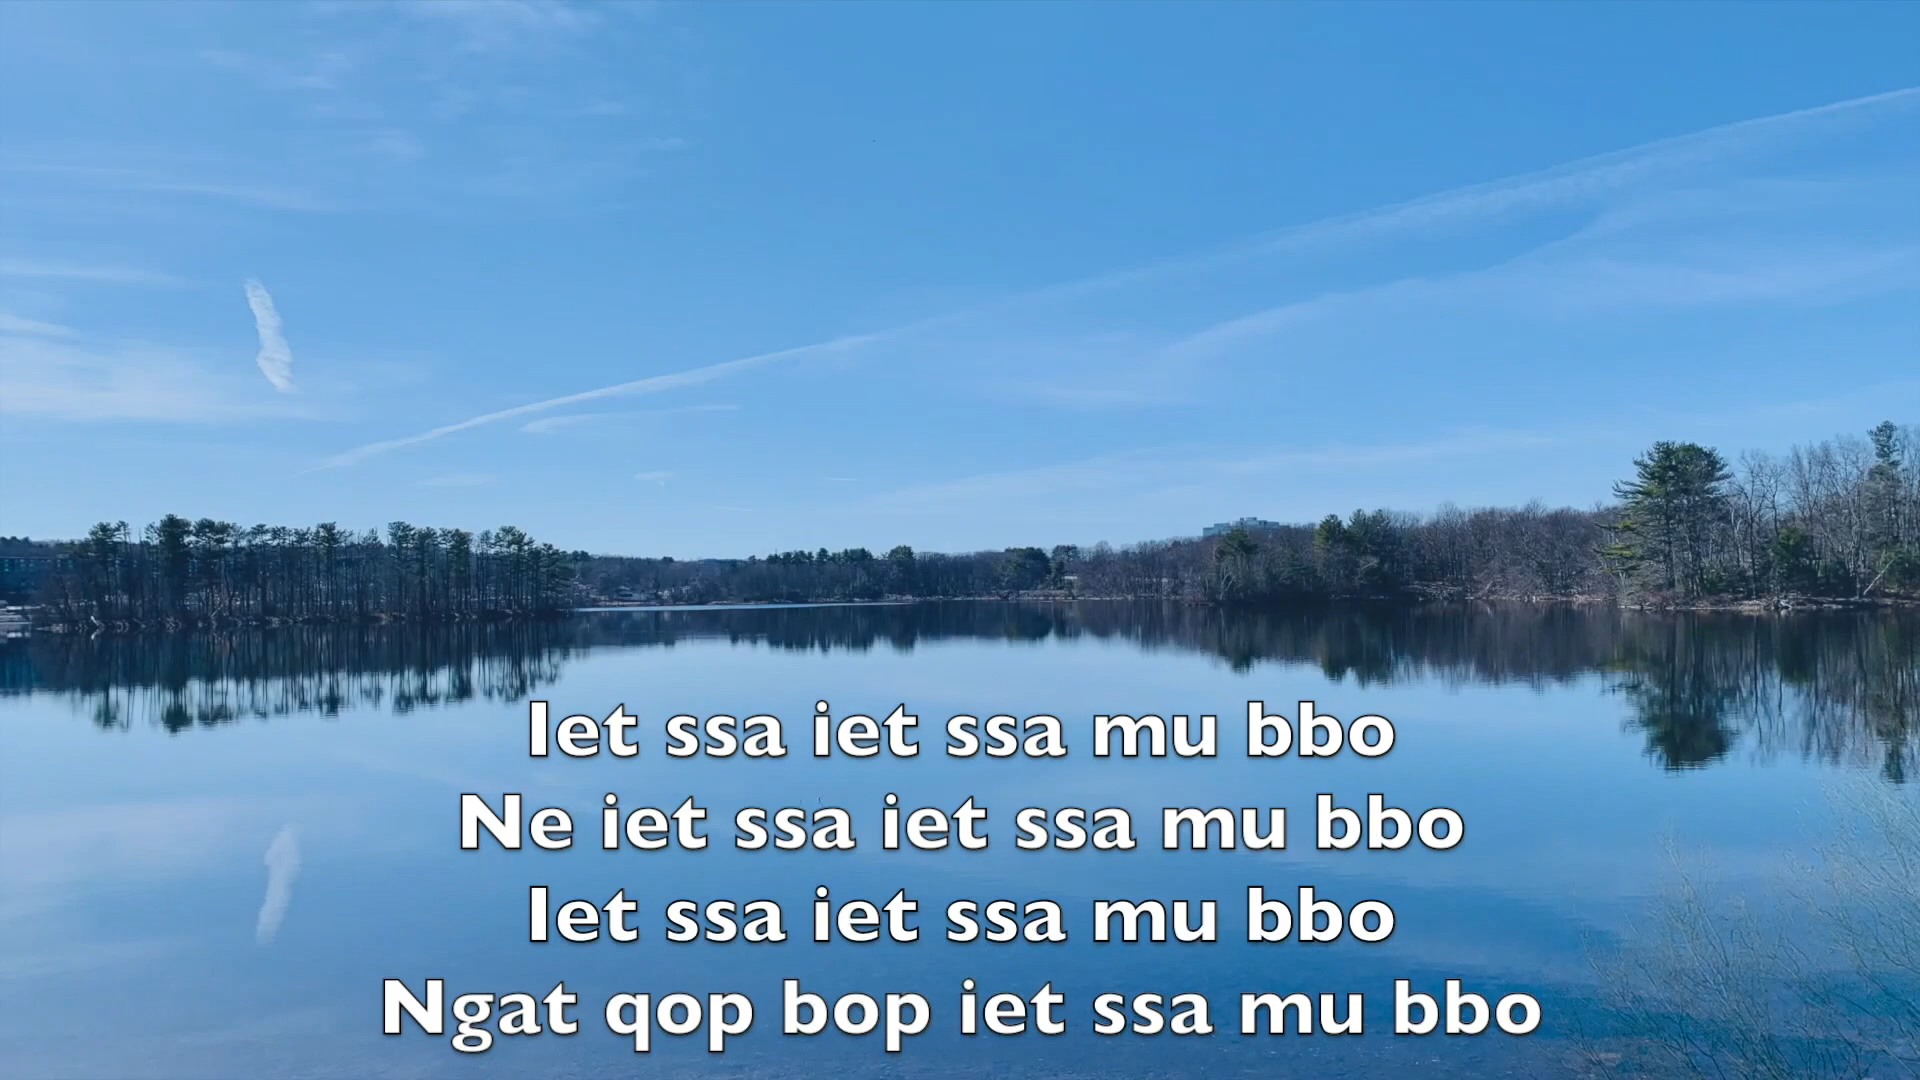 Iet ssa iet ssa mu bbo
Ne iet ssa iet ssa mu bbo
Iet ssa iet ssa mu bbo
Ngat qop bop iet ssa mu bbo